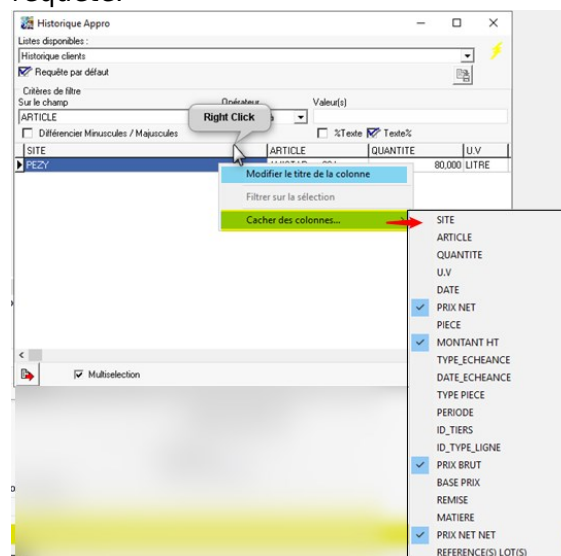 requête.
Historique Appro
Listes disponibles :
Historique clients
Requête par défaut
Critères de filtre
Sur le champ Opérateur Valeur(s)
ARTICLE
Right Click
Différencier Minuscules / Majuscules %Texte Texte%
SITE ARTICLE QUANTITE U.V
PEZY 80,000 LITRE
Modifier le titre de la colonne
Filtrer sur la sélection
Cacher des colonnes...
SITE
ARTICLE
QUANTITE
U.V
DATE
PRIX NET
PIECE
MONTANT HT
TYPE_ECHEANCE
DATE_ECHEANCE
TYPE PIECE
PERIODE
ID_TIERS
ID_TYPE_LIGNE
PRIX BRUT
BASE PRIX
REMISE
MATIERE
PRIX NET NET
REFERENCE(S) LOT(S)
Multiselection